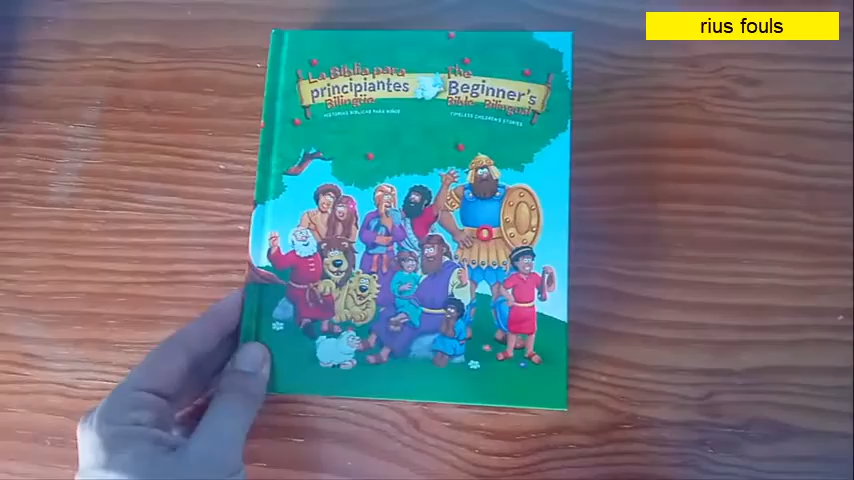 rius fouls
La Biblia para
principiantes
Bilingüe
HISTORIAS BÍBLICAS PARA NIÑOS
The
Beginner's
Bible Bilingual
TIMELESS CHILDREN'S STORIES